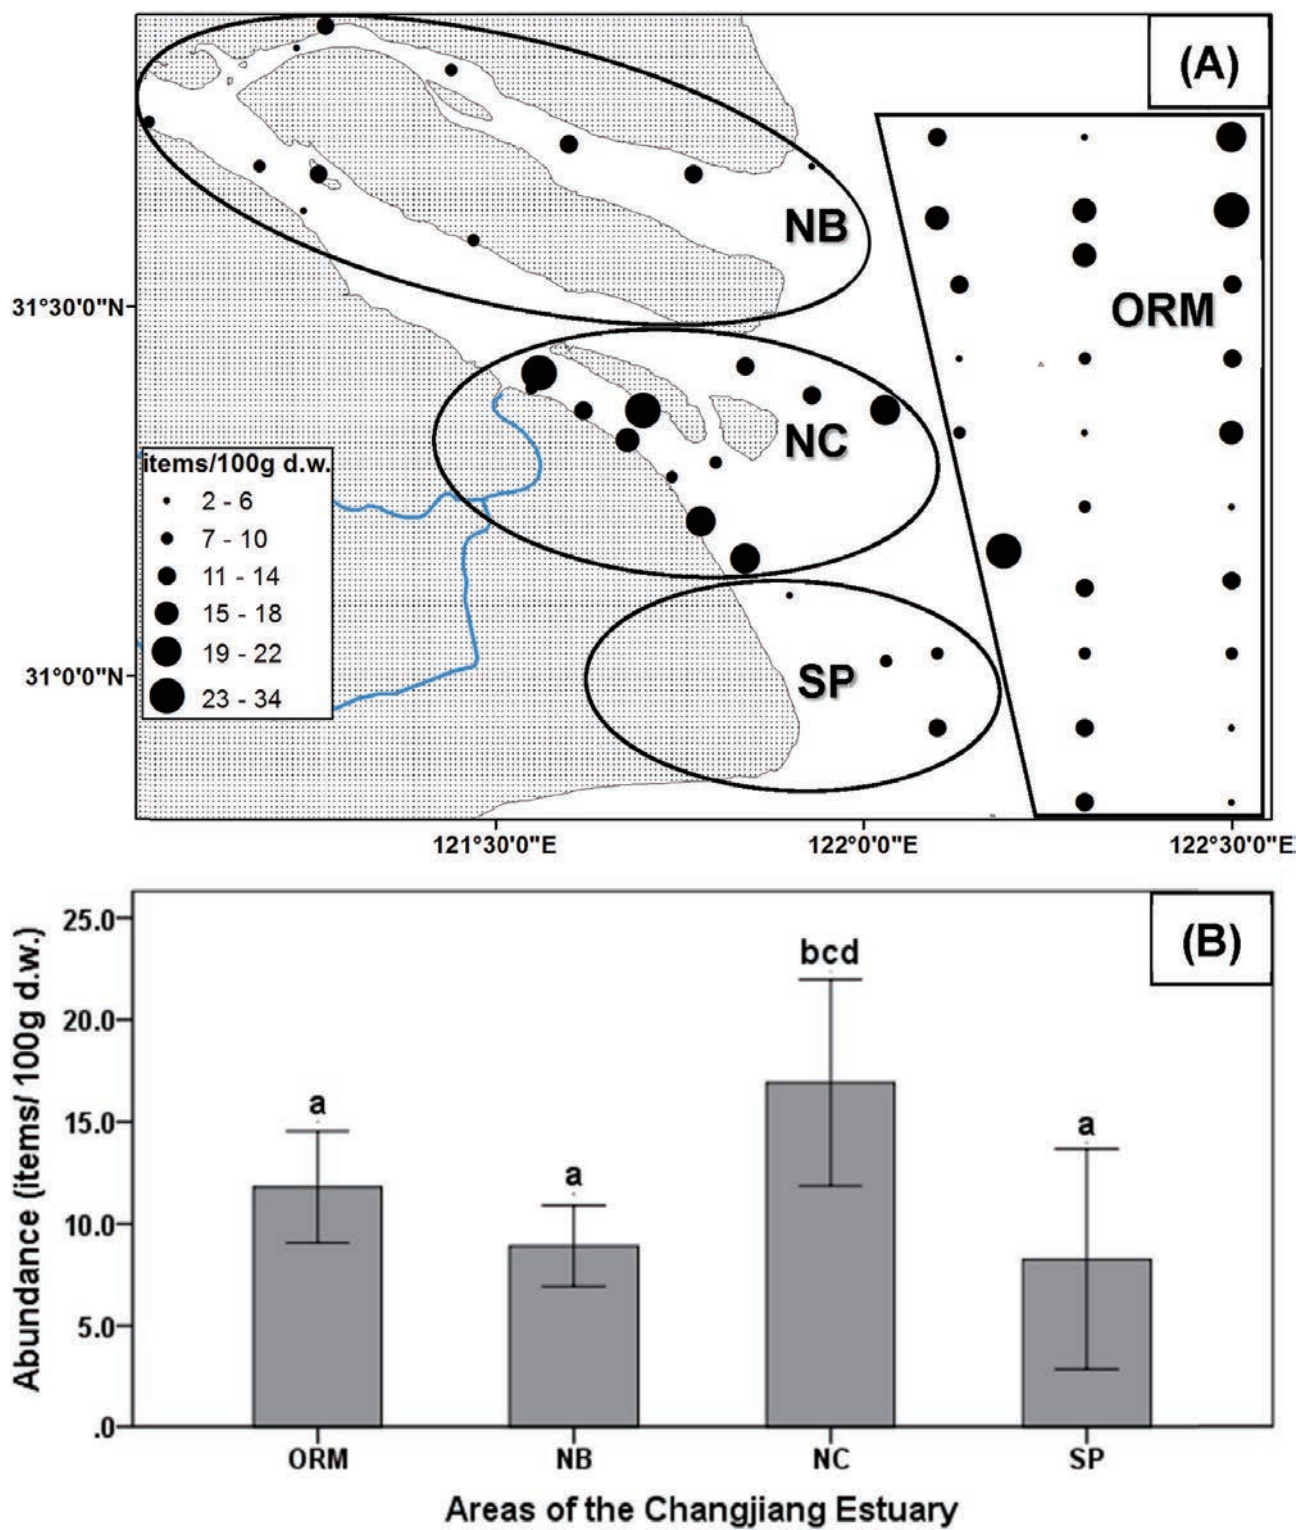 (A)
NB
31°30'0"N
ORM
NC
items/100g d.w.
2 - 6
7 - 10
11 - 14
15 - 18
19 - 22
23 - 34
31°0'0"N
SP
121°30'0"E
122°0'0"E
122°30'0"E
25.0
(B)
bcd
20.0
15.0
a
a
a
10.0
5.0
.0
Abundance (items/ 100g d.w.)
ORM
NB
NC
SP
Areas of the Changjiang Estuary